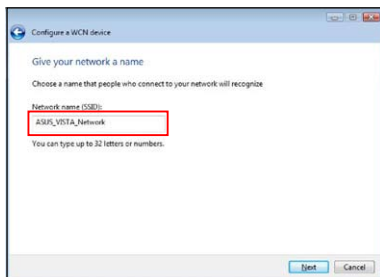 Configure a WCN device
Give your network a name
Choose a name that people who connect to your network will recognize
Network name (SSID):
ASUS_VISTA_Network
You can type up to 32 letters or numbers.
Next Cancel